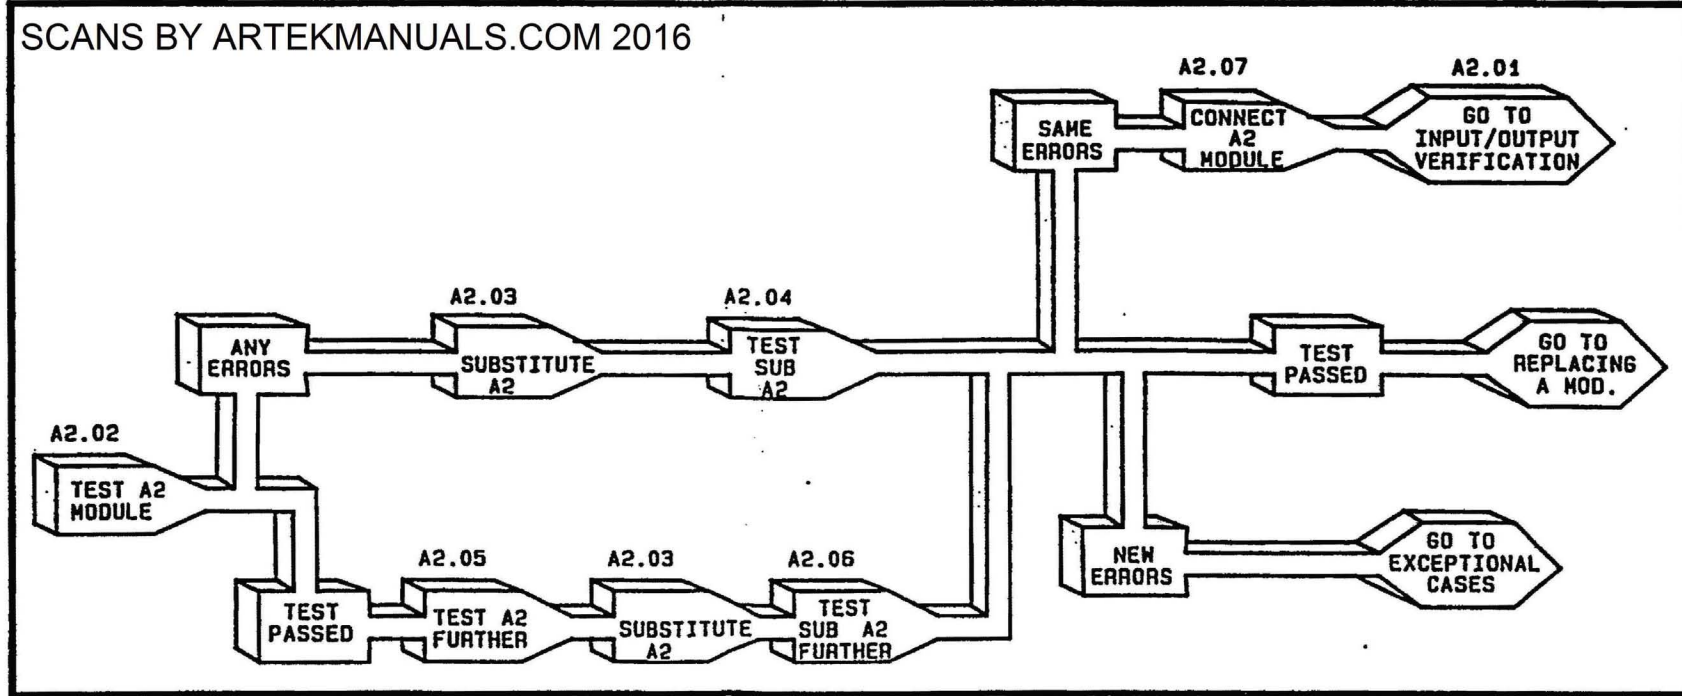 SCANS BY ARTEKMANUALS.COM 2016
A2.07
A2.01
SAME
ERRORS
CONNECT
A2
MODULE
GO TO
INPUT/OUTPUT
VERIFICATION
A2.03
A2.04
ANY
ERRORS
SUBSTITUTE
A2
TEST
SUB
A2
TEST
PASSED
GO TO
REPLACING
A MOD.
A2.02
TEST A2
MODULE
NEW
ERRORS
GO TO
EXCEPTIONAL
CASES
A2.05
A2.03
A2.06
TEST
PASSED
TEST A2
FURTHER
SUBSTITUTE
A2
TEST
SUB A2
FURTHER